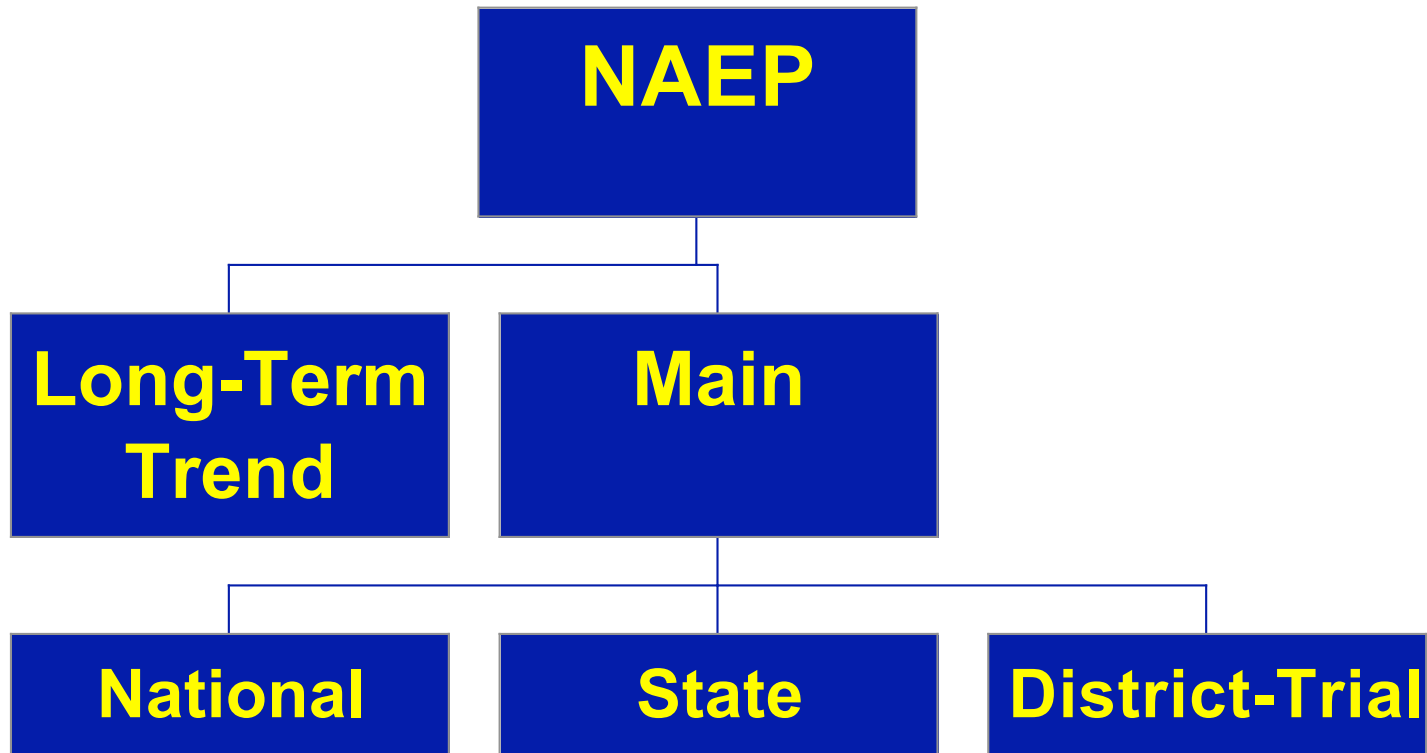 NAEP
Long-Term
Trend
Main
National
State
District-Trial